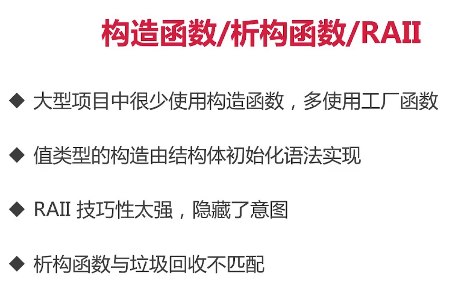 构造函数/析构函数/RAII
◆ 大型项目中很少使用构造函数，多使用工厂函数
◆ 值类型的构造由结构体初始化语法实现
◆ RAII 技巧性太强，隐藏了意图
◆ 析构函数与垃圾回收不匹配